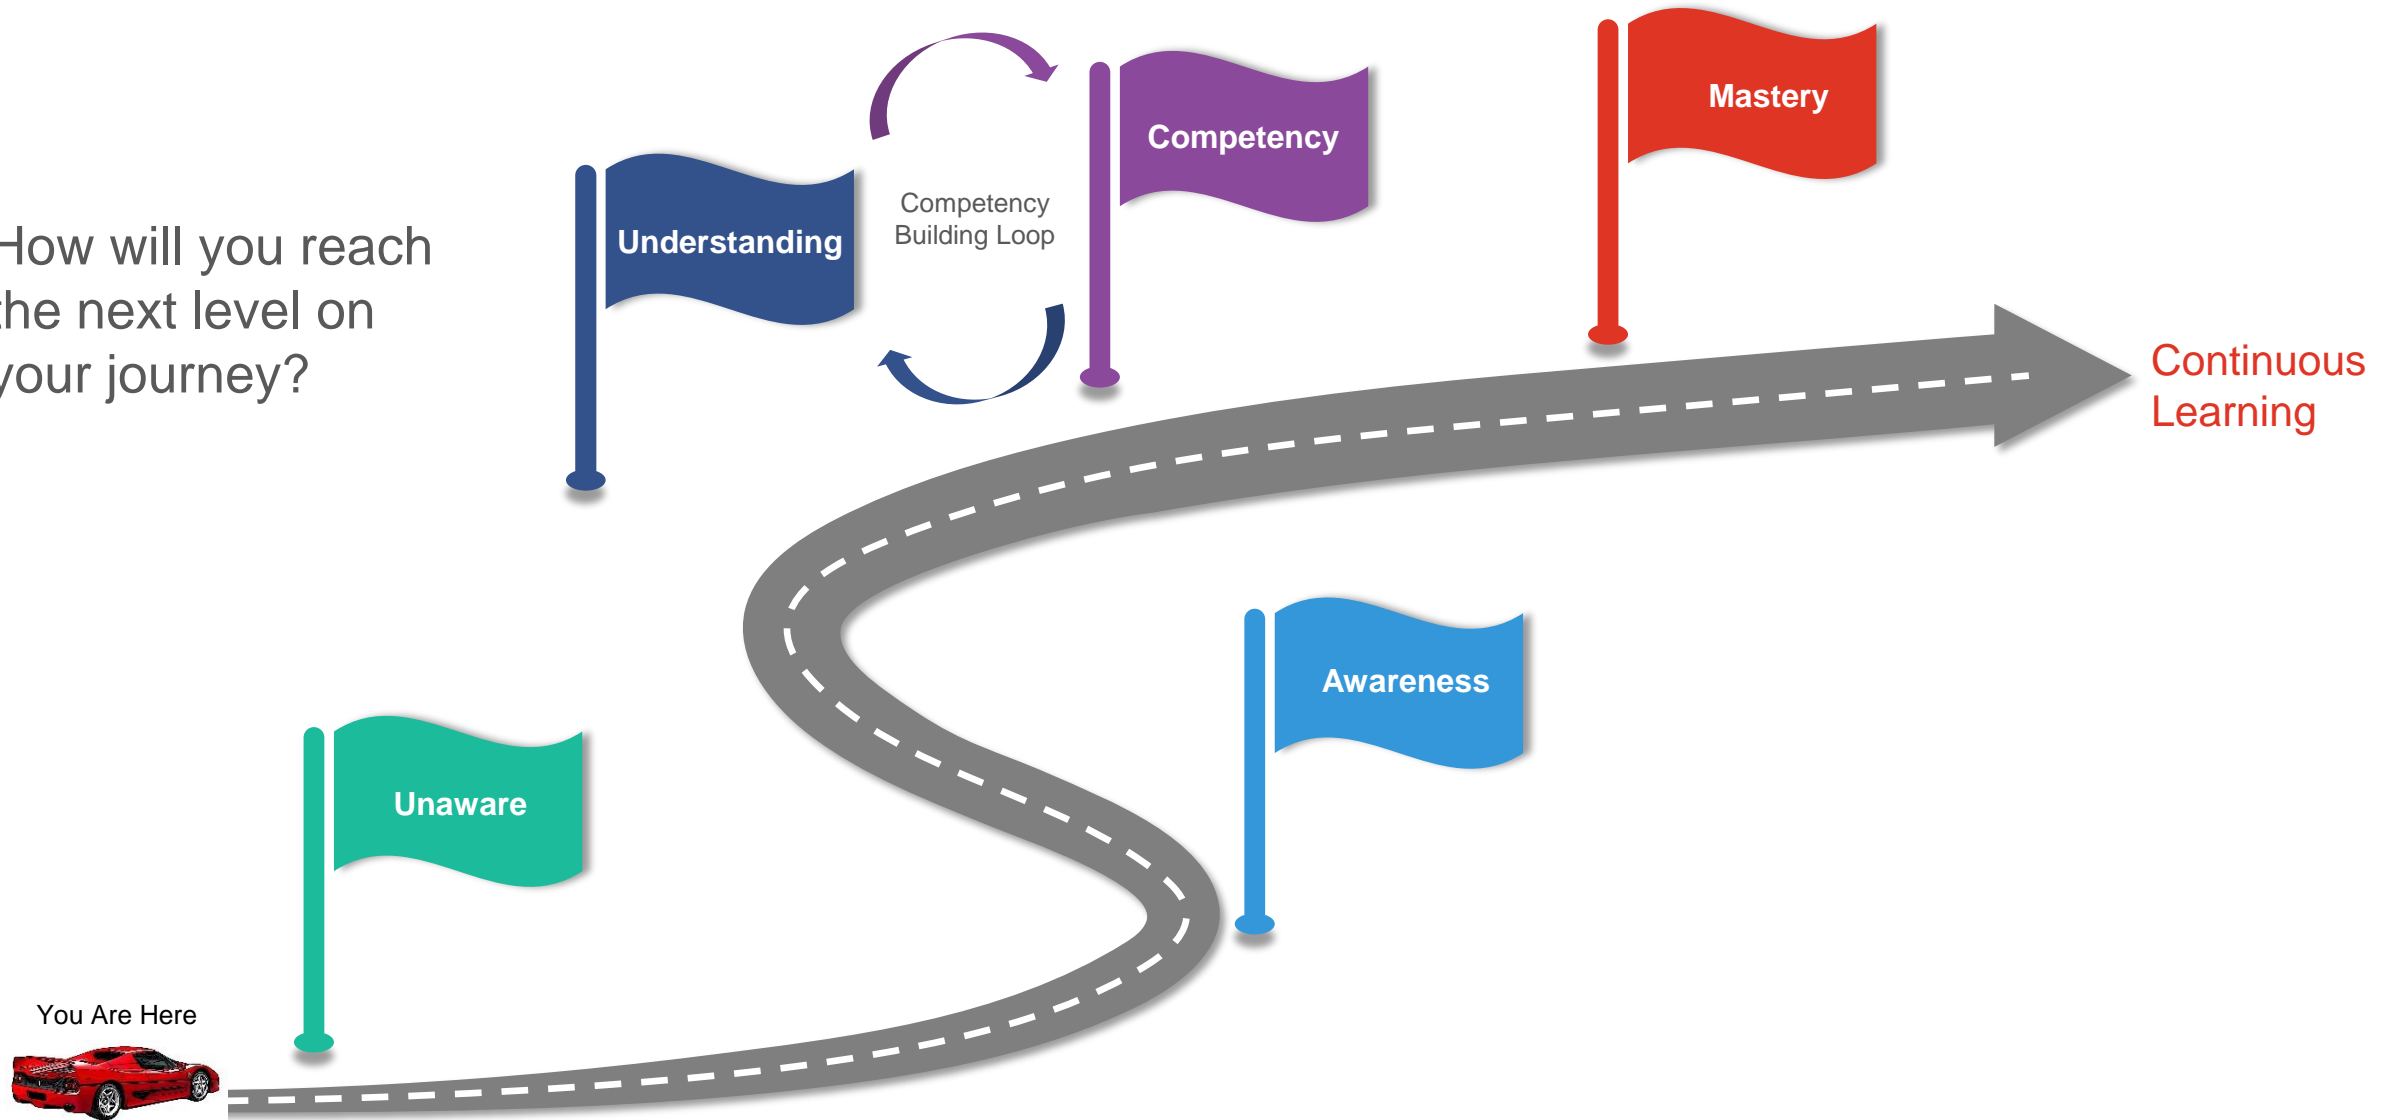 How will you reach
the next level on
your journey?
Understanding
Competency
Building Loop
Competency
Mastery
Continuous
Learning
Awareness
Unaware
You Are Here